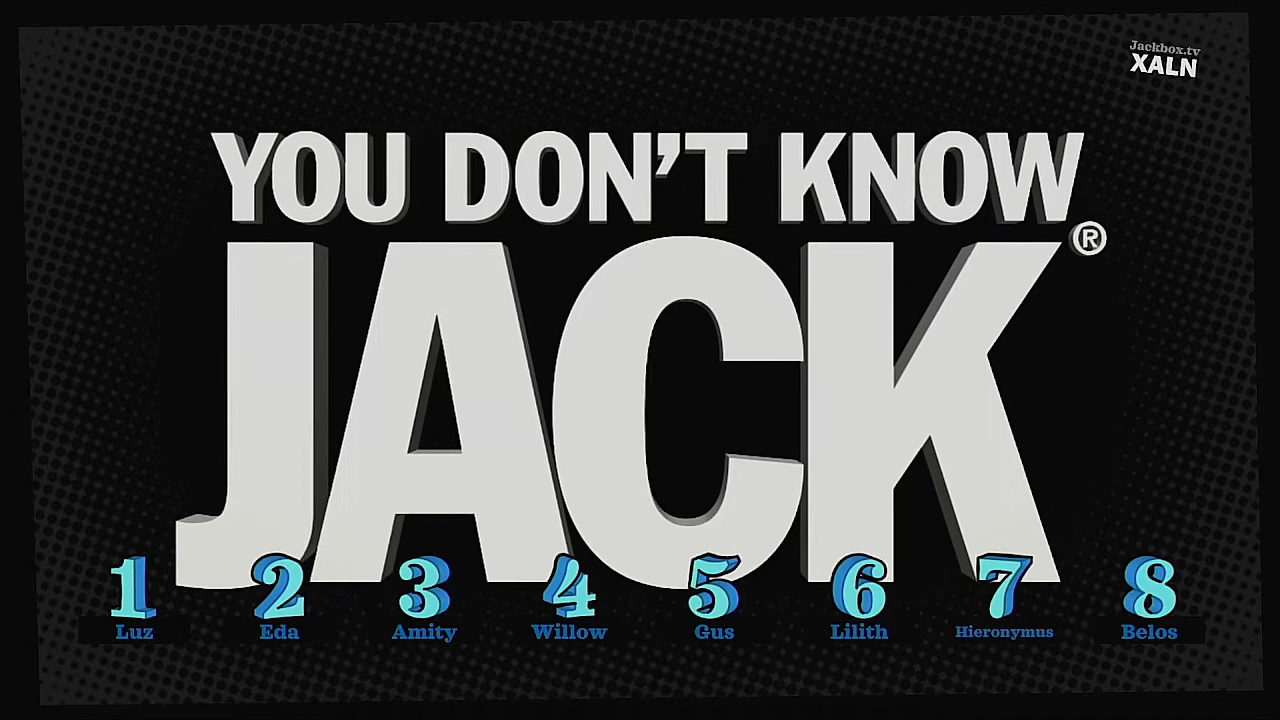 Jackbox.tv
XALN
YOU DON'T KNOW
JACK®
1 2 3 4 5 6 7 8
Luz Eda Amity Willow Gus Lilith Hieronymus Belos